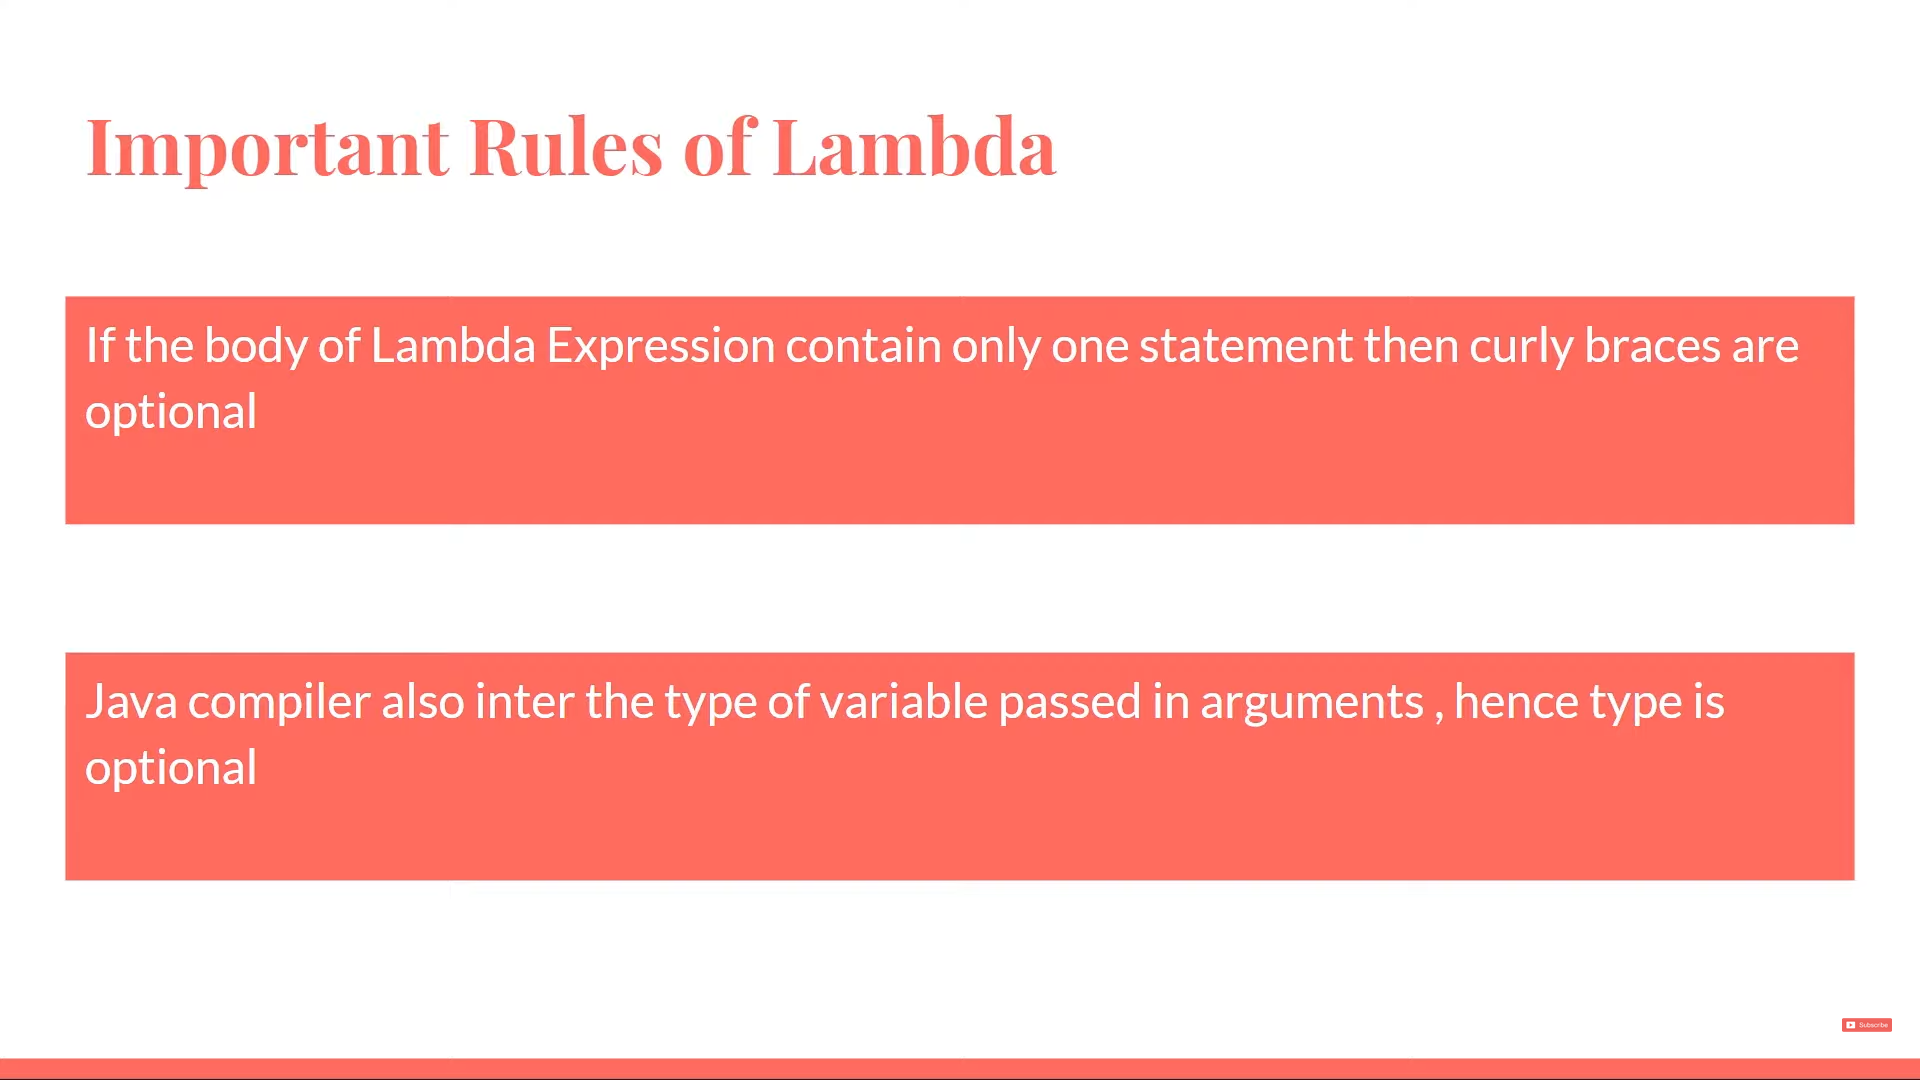 Important Rules of Lambda
If the body of Lambda Expression contain only one statement then curly braces are
optional
Java compiler also inter the type of variable passed in arguments , hence type is
optional
Subscribe